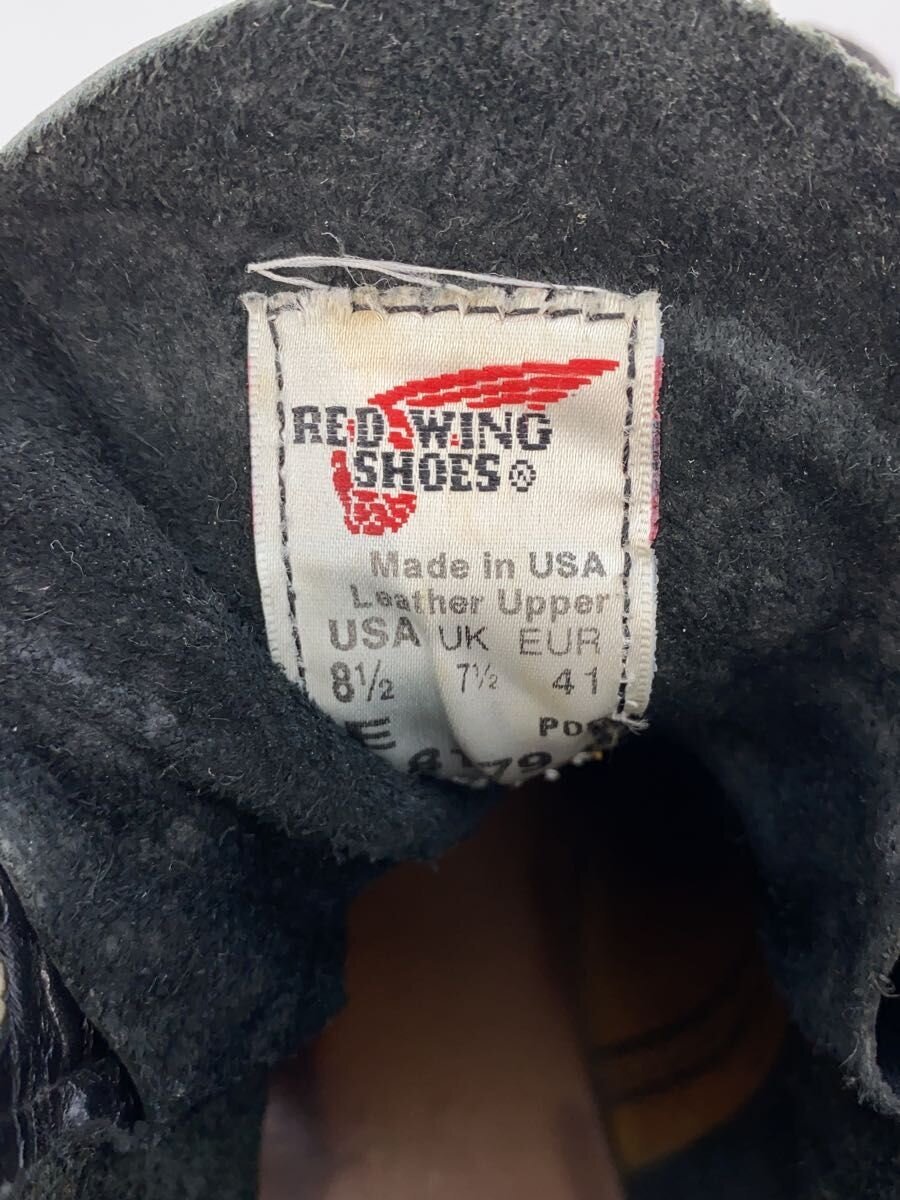 RED WING
SHOES®
Made in USA
Leather Upper
USA UK EUR
8½ 7½ 41
E